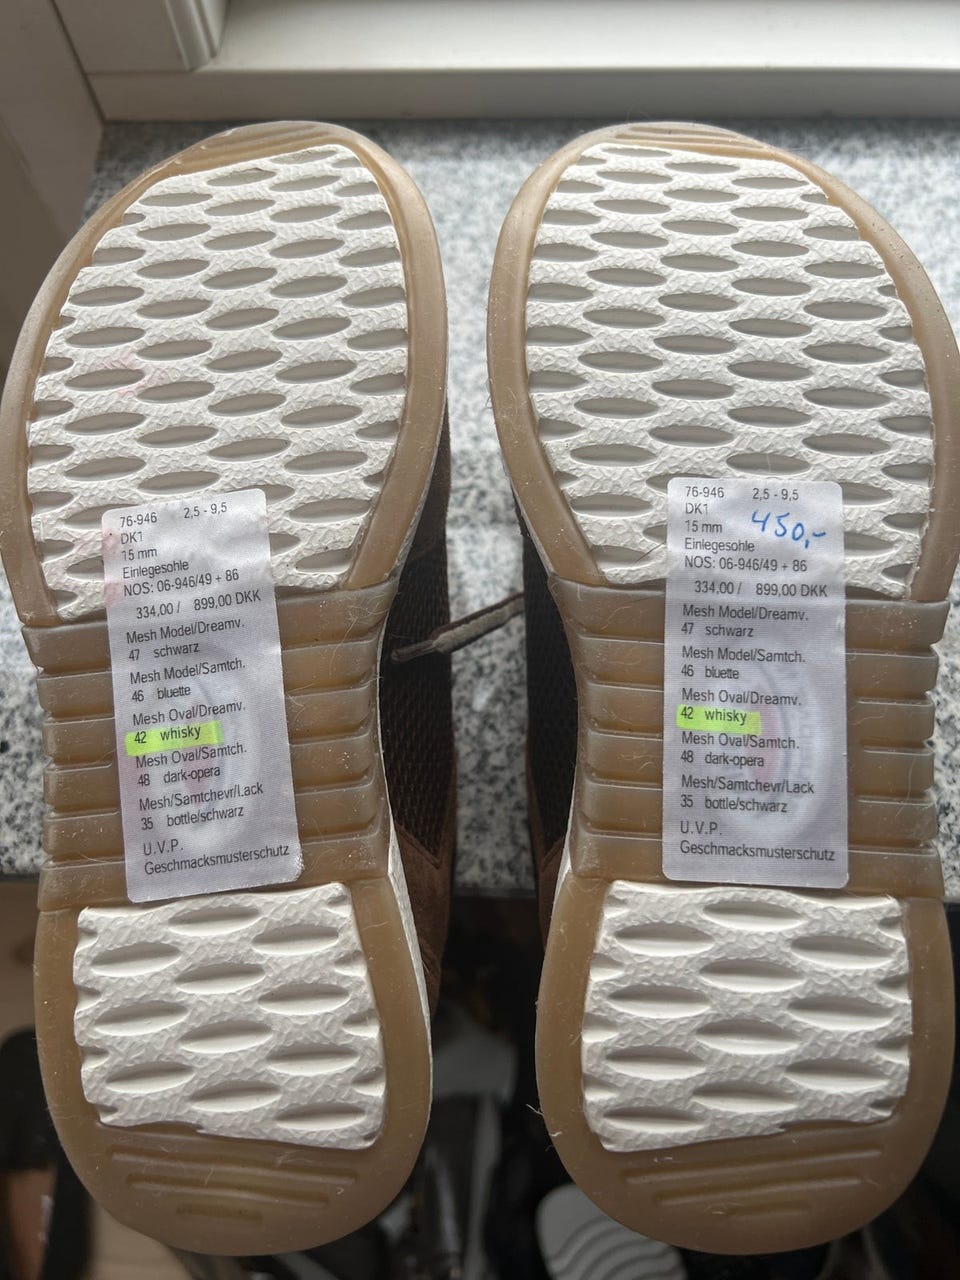 76-946 2,5 - 9,5
DK1
15 mm
Einlegesohle
NOS: 06-946/49 + 86
334,00 / 899,00 DKK
Mesh Model/Dreamv.
47 schwarz
Mesh Model/Samtch.
46 bluette
Mesh Oval/Dreamv.
42 whisky
Mesh Oval/Samtch.
48 dark-opera
Mesh/Samtchevr/Lack
35 bottle/schwarz
U.V.P.
Geschmacksmusterschutz
76-946 2,5 - 9,5
DK1
450,-
15 mm
Einlegesohle
NOS: 06-946/49 + 86
334,00 / 899,00 DKK
Mesh Model/Dreamv.
47 schwarz
Mesh Model/Samtch.
46 bluette
Mesh Oval/Dreamv.
42 whisky
Mesh Oval/Samtch.
48 dark-opera
Mesh/Samtchevr/Lack
35 bottle/schwarz
U.V.P.
Geschmacksmusterschutz